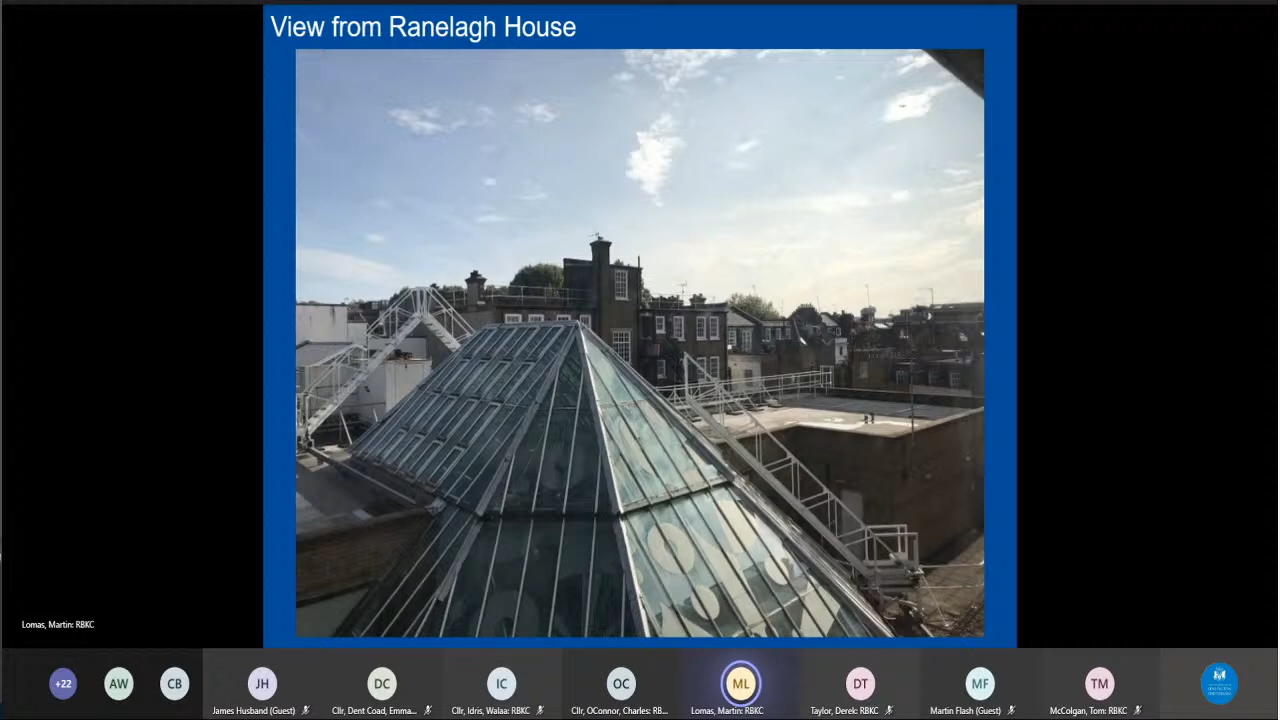 View from Ranelagh House
Lomas, Martin: RBKC
+22
AW
CB
JH
DC
IC
OC
ML
DT
MF
TM
James Husband (Guest)
Cllr, Dent Coad, Emma...
Cllr, Idris, Walaa: RBKC
Cllr, OConnor, Charles: RB...
Lomas, Martin: RBKC
Taylor, Derek: RBKC
Martin Flash (Guest)
McColgan, Tom: RBKC